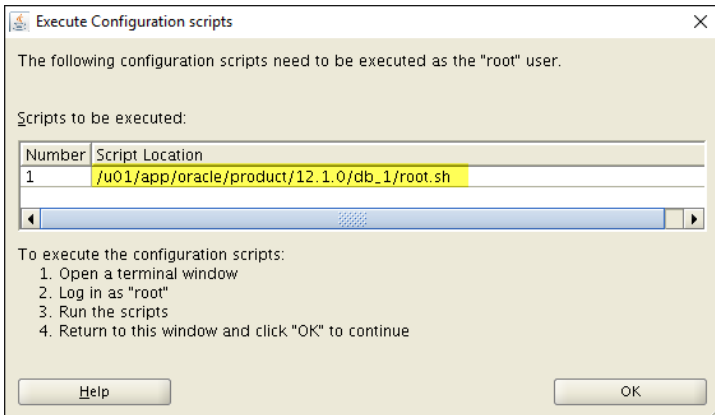 Execute Configuration scripts
The following configuration scripts need to be executed as the "root" user.
Scripts to be executed:
Number Script Location
1 /u01/app/oracle/product/12.1.0/db_1/root.sh
To execute the configuration scripts:
1. Open a terminal window
2. Log in as "root"
3. Run the scripts
4. Return to this window and click "OK" to continue
Help OK